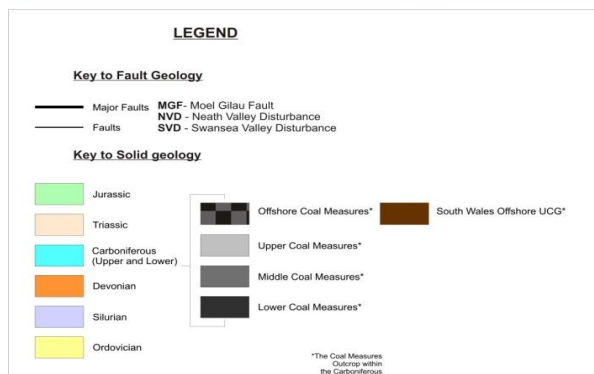 LEGEND
Key to Fault Geology
Major Faults
Faults
MGF- Moel Gilau Fault
NVD - Neath Valley Disturbance
SVD - Swansea Valley Disturbance
Key to Solid geology
Jurassic
Triassic
Carboniferous
(Upper and Lower)
Devonian
Silurian
Ordovician
Offshore Coal Measures*
Upper Coal Measures*
Middle Coal Measures*
Lower Coal Measures*
South Wales Offshore UCG*
*The Coal Measures
Outcrop within
the Carboniferous